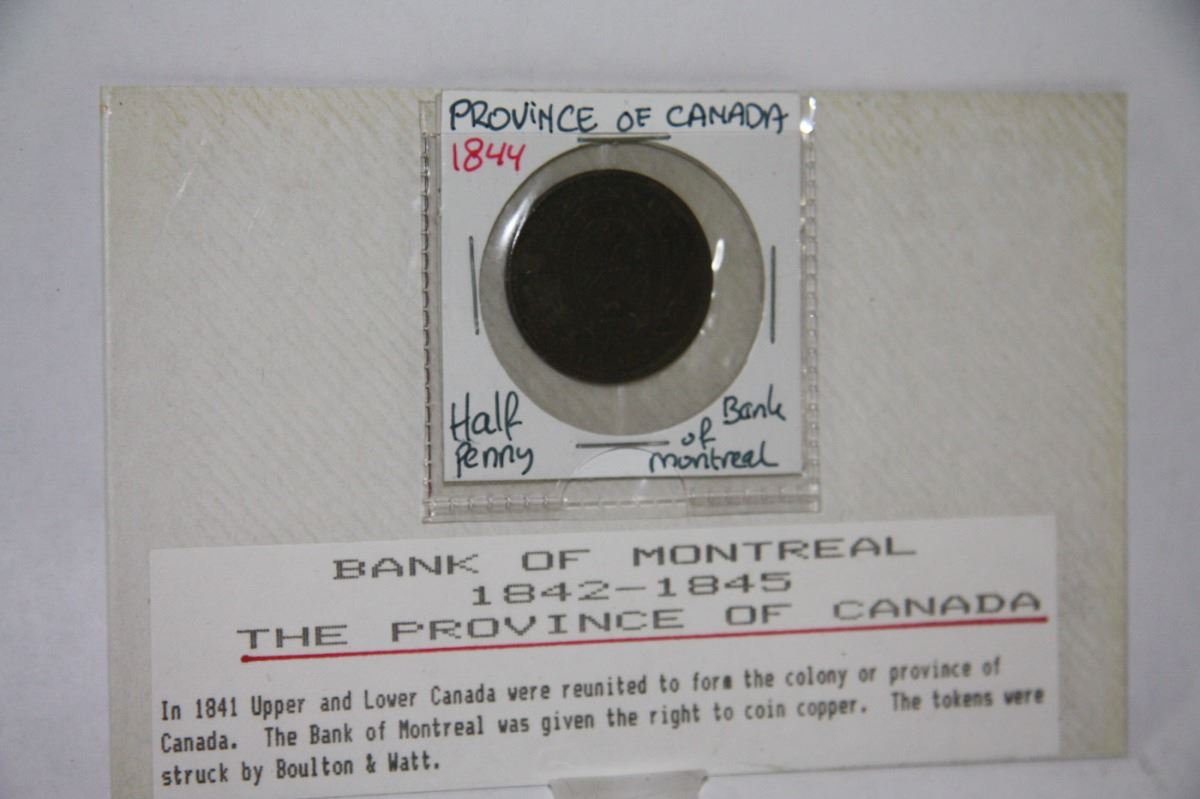 PROVINCE OF CANADA
1844
Half Penny
Bank of Montreal
BANK OF MONTREAL
1842-1845
THE PROVINCE OF CANADA
In 1841 Upper and Lower Canada were reunited to form the colony or province of
Canada. The Bank of Montreal was given the right to coin copper. The tokens were
struck by Boulton & Watt.